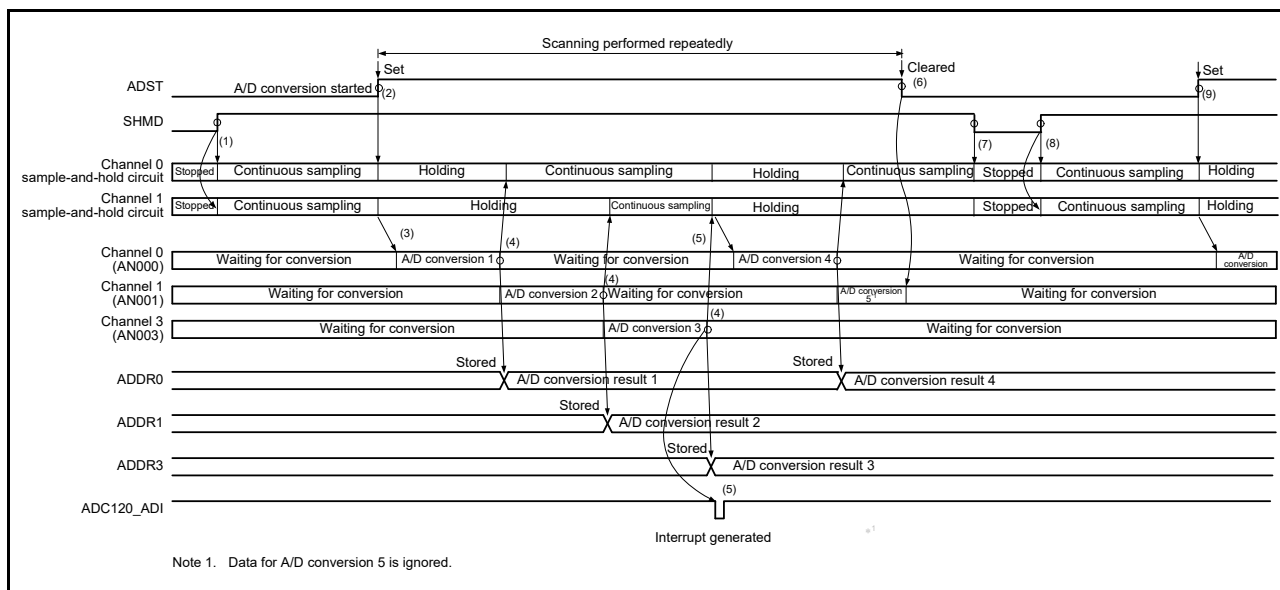 Scanning performed repeatedly
Set
Cleared
Set
ADST
A/D conversion started
(2)
(6)
(9)
SHMD
(1)
(7)
(8)
Channel 0
sample-and-hold circuit
Stopped
Continuous sampling
Holding
Continuous sampling
Holding
Continuous sampling
Stopped
Continuous sampling
Holding
Channel 1
sample-and-hold circuit
Stopped
Continuous sampling
Holding
Continuous sampling
Holding
Stopped
Continuous sampling
Holding
(3)
(4)
(5)
Channel 0
(AN000)
Waiting for conversion
A/D conversion 1
Waiting for conversion
A/D conversion 4
Waiting for conversion
A/D
conversion
(4)
Channel 1
(AN001)
Waiting for conversion
A/D conversion 2
Waiting for conversion
A/D conversion
5
Waiting for conversion
(4)
Channel 3
(AN003)
Waiting for conversion
A/D conversion 3
Waiting for conversion
Stored
Stored
ADDR0
A/D conversion result 1
A/D conversion result 4
Stored
ADDR1
A/D conversion result 2
Stored
ADDR3
A/D conversion result 3
(5)
ADC120_ADI
Interrupt generated
*1
Note 1. Data for A/D conversion 5 is ignored.